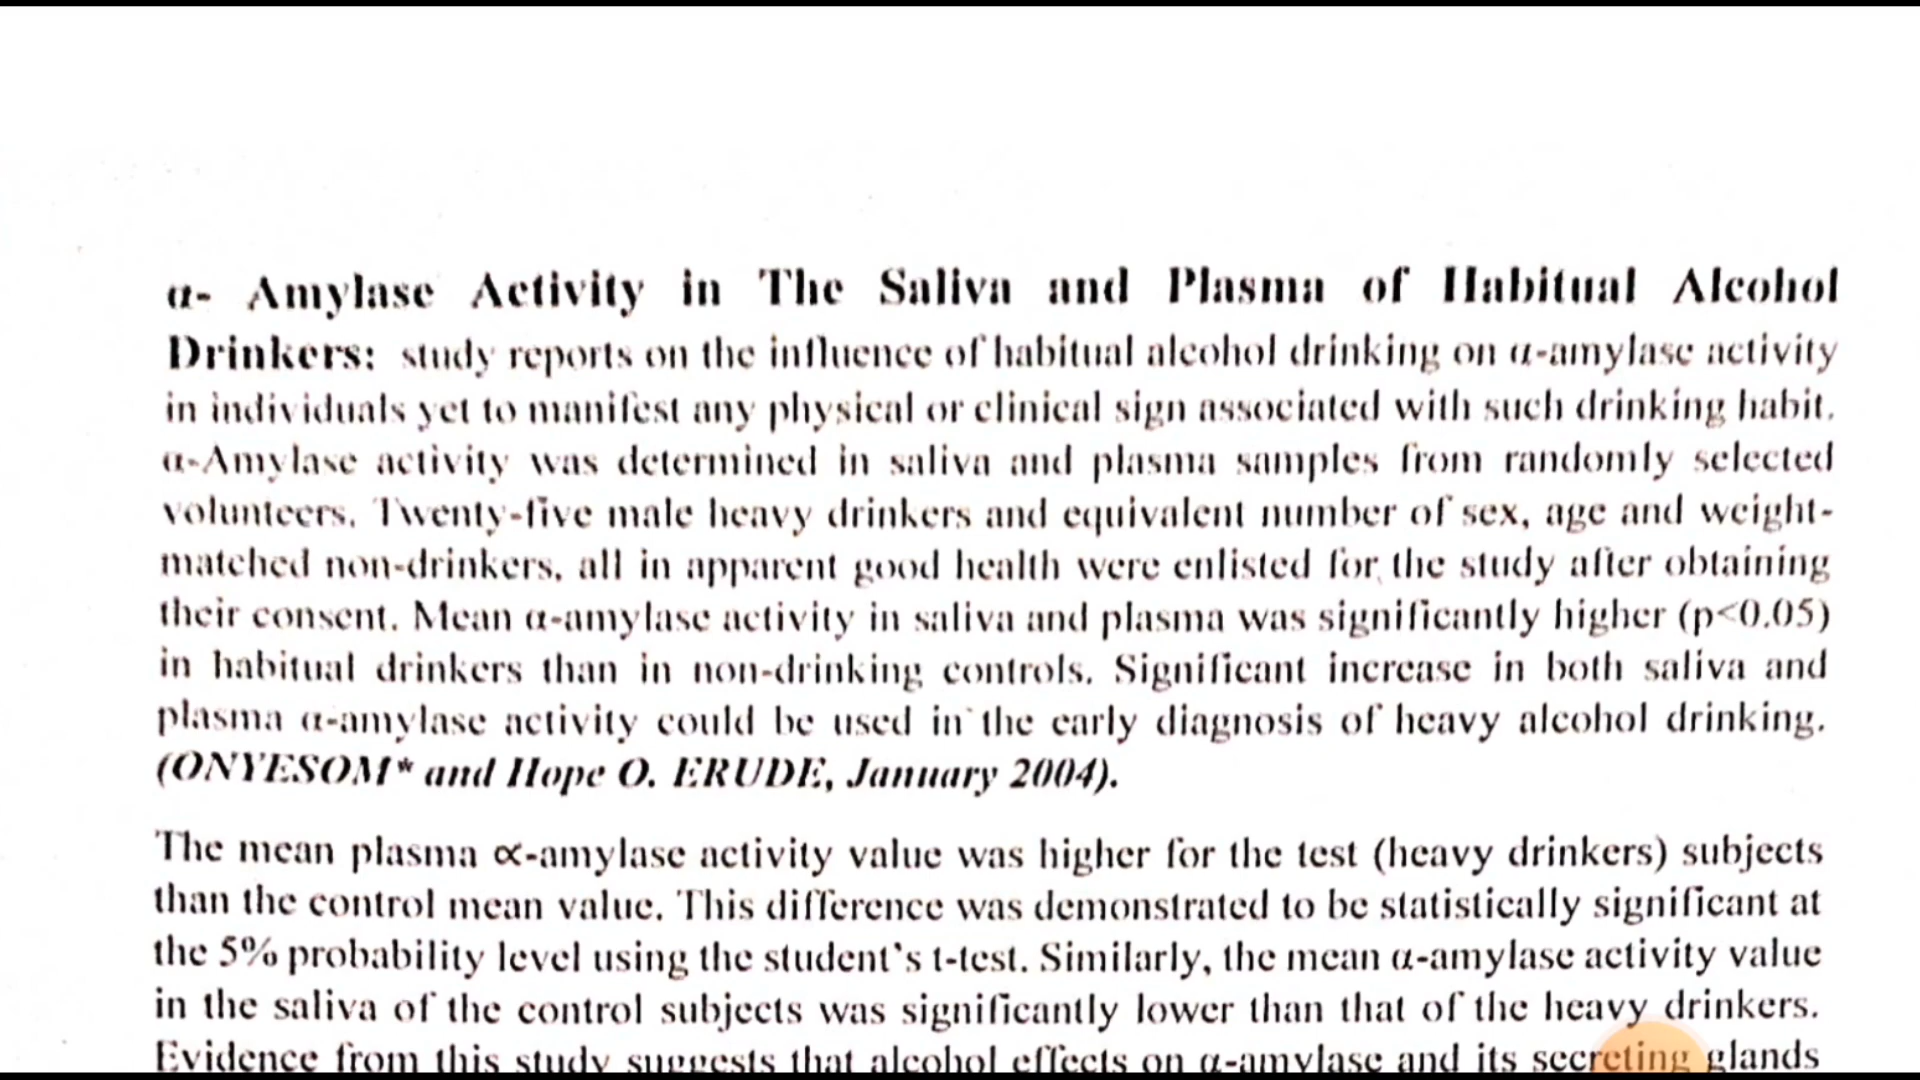 α- Amylase Activity in The Saliva and Plasma of Habitual Alcohol
Drinkers: study reports on the influence of habitual alcohol drinking on α-amylase activity
in individuals yet to manifest any physical or clinical sign associated with such drinking habit.
α-Amylase activity was determined in saliva and plasma samples from randomly selected
volunteers. Twenty-five male heavy drinkers and equivalent number of sex, age and weight-
matched non-drinkers, all in apparent good health were enlisted for the study after obtaining
their consent. Mean α-amylase activity in saliva and plasma was significantly higher (p<0.05)
in habitual drinkers than in non-drinking controls. Significant increase in both saliva and
plasma α-amylase activity could be used in the early diagnosis of heavy alcohol drinking.
(ONYESOM* and Hope O. ERUDE, January 2004).
The mean plasma ∝-amylase activity value was higher for the test (heavy drinkers) subjects
than the control mean value. This difference was demonstrated to be statistically significant at
the 5% probability level using the student's t-test. Similarly, the mean α-amylase activity value
in the saliva of the control subjects was significantly lower than that of the heavy drinkers.
Evidence from this study suggests that alcohol effects on α-amylase and its secreting glands